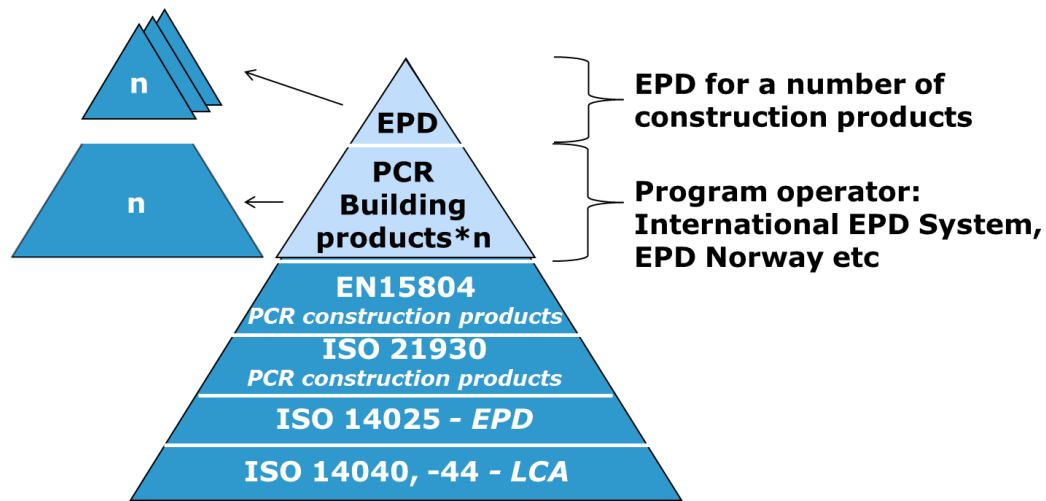 n
n
EPD
PCR
Building
products*n
EN15804
PCR construction products
ISO 21930
PCR construction products
ISO 14025 - EPD
ISO 14040, -44 - LCA
EPD for a number of
construction products
Program operator:
International EPD System,
EPD Norway etc